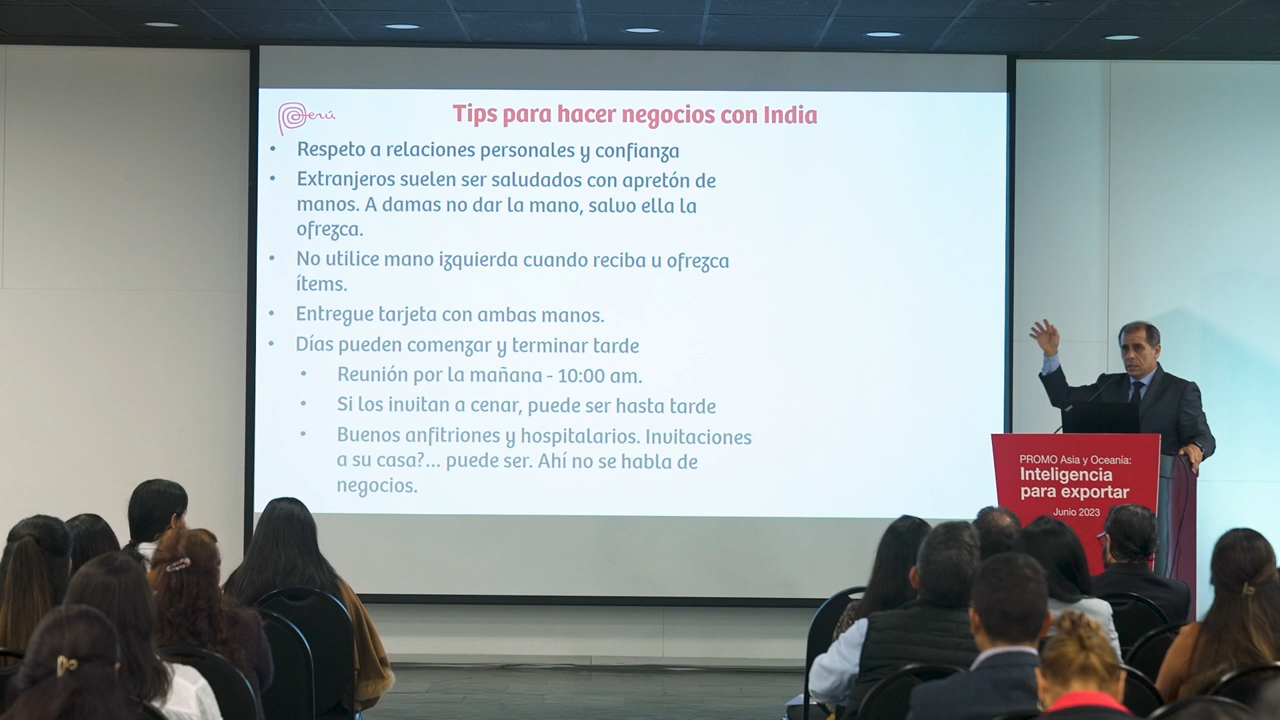 Perú
Tips para hacer negocios con India
• Respeto a relaciones personales y confianza
• Extranjeros suelen ser saludados con apretón de
manos. A damas no dar la mano, salvo ella la
ofrezca.
• No utilice mano izquierda cuando reciba u ofrezca
ítems.
• Entregue tarjeta con ambas manos.
• Días pueden comenzar y terminar tarde
• Reunión por la mañana - 10:00 am.
• Si los invitan a cenar, puede ser hasta tarde
• Buenos anfitriones y hospitalarios. Invitaciones
a su casa?... puede ser. Ahí no se habla de
negocios.
PROMO Asia y Oceanía:
Inteligencia
para exportar
Junio 2023